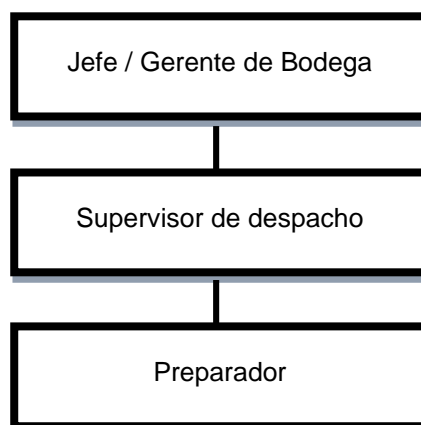 Jefe / Gerente de Bodega
Supervisor de despacho
Preparador